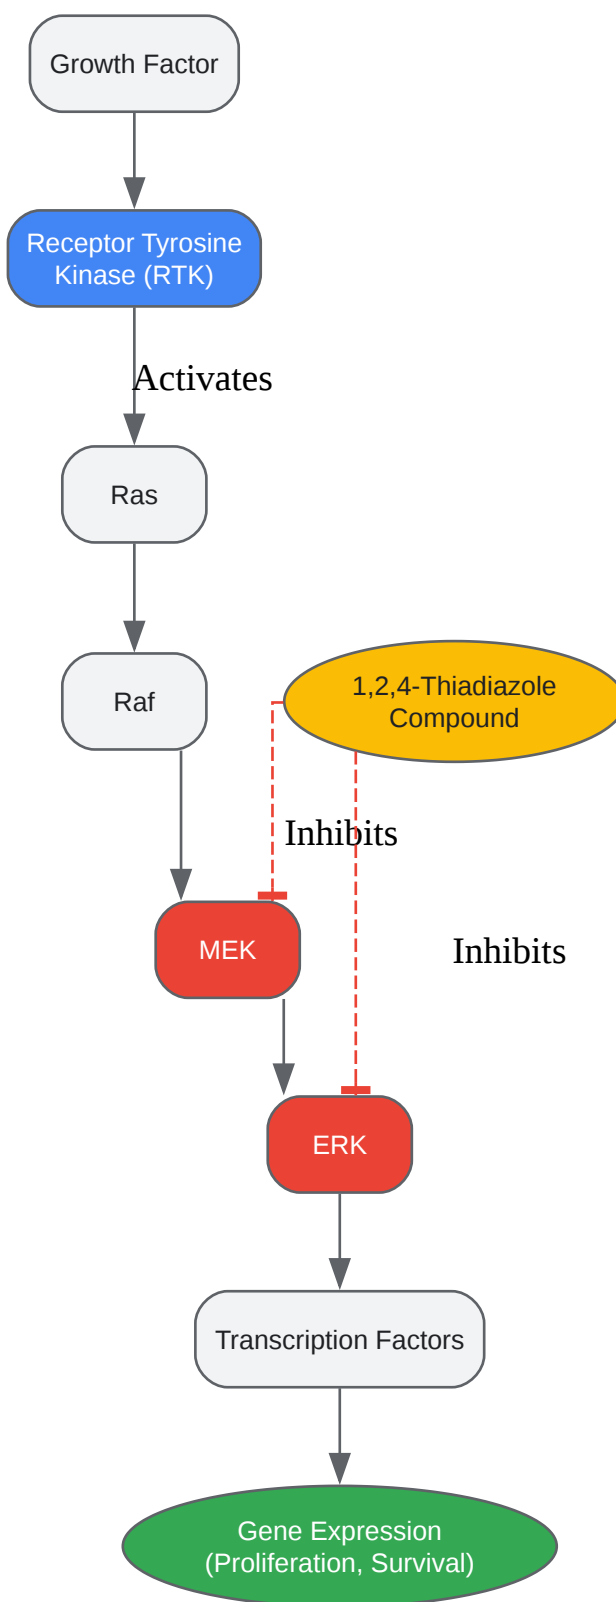 Growth Factor
Receptor Tyrosine
Kinase (RTK)
Activates
Ras
Raf
1,2,4-Thiadiazole
Compound
Inhibits
MEK
Inhibits
ERK
Transcription Factors
Gene Expression
(Proliferation, Survival)